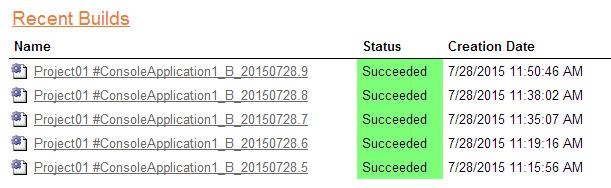 Recent Builds
Name Status Creation Date
Project01 #ConsoleApplication1_B_20150728.9 Succeeded 7/28/2015 11:50:46 AM
Project01 #ConsoleApplication1_B_20150728.8 Succeeded 7/28/2015 11:38:02 AM
Project01 #ConsoleApplication1_B_20150728.7 Succeeded 7/28/2015 11:35:07 AM
Project01 #ConsoleApplication1_B_20150728.6 Succeeded 7/28/2015 11:19:16 AM
Project01 #ConsoleApplication1_B_20150728.5 Succeeded 7/28/2015 11:15:56 AM